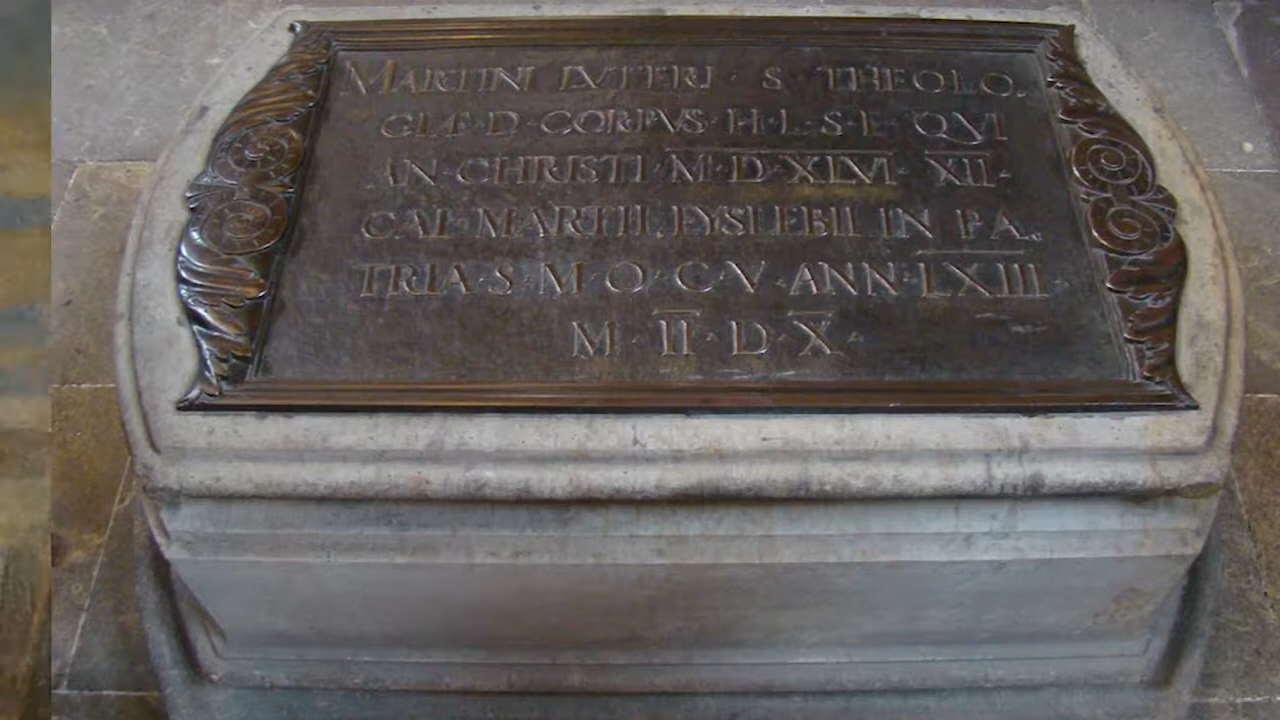 MARTINI LVTERI · S · THEOLO.
GIAE · D · CORPVS · H · L · S · E · QVI
AN · CHRISTI · M · D · XLVI · XII ·
CAL · MARTII · EYSLEBII IN PA.
TRIA · S · M · O · C · V · ANN · LXIII ·
M · II · D · X ·